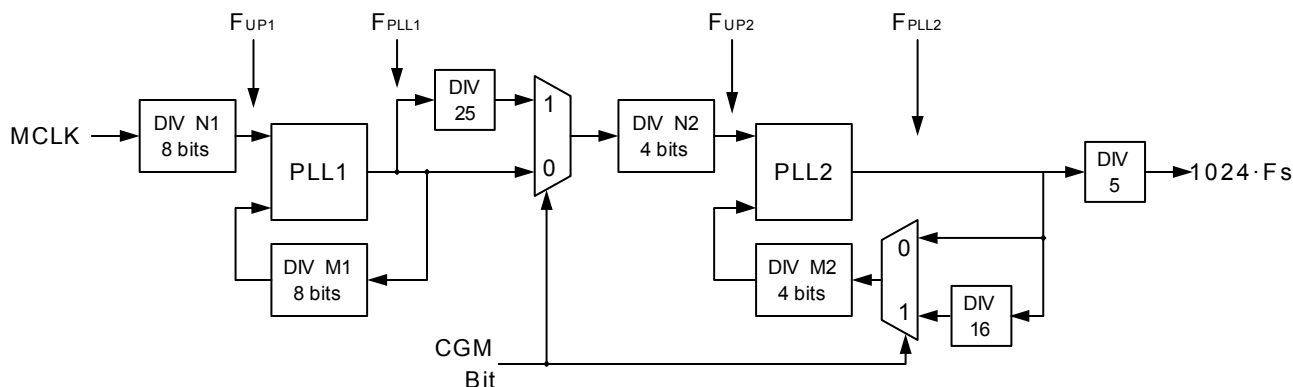 FUP1
FPLL1
FUP2
FPLL2
MCLK
DIV N1
8 bits
PLL1
DIV
25
1
0
DIV N2
4 bits
PLL2
DIV
5
1024·Fs
DIV M1
8 bits
DIV M2
4 bits
0
1
DIV
16
CGM
Bit